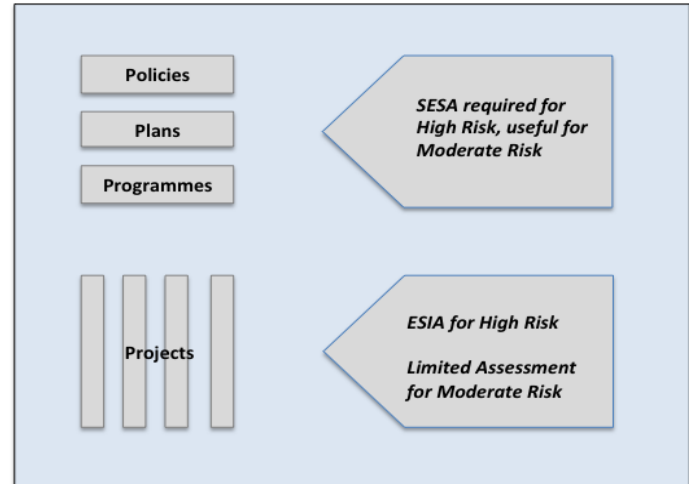 Policies
Plans
Programmes
SESA required for
High Risk, useful for
Moderate Risk
Projects
ESIA for High Risk
Limited Assessment
for Moderate Risk